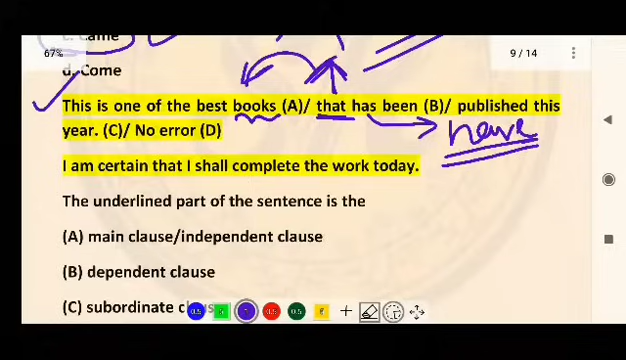 c. Came
67%
9 / 14
d. Come
This is one of the best books (A)/ that has been (B)/ published this
year. (C)/ No error (D)
have
I am certain that I shall complete the work today.
The underlined part of the sentence is the
(A) main clause/independent clause
(B) dependent clause
(C) subordinate